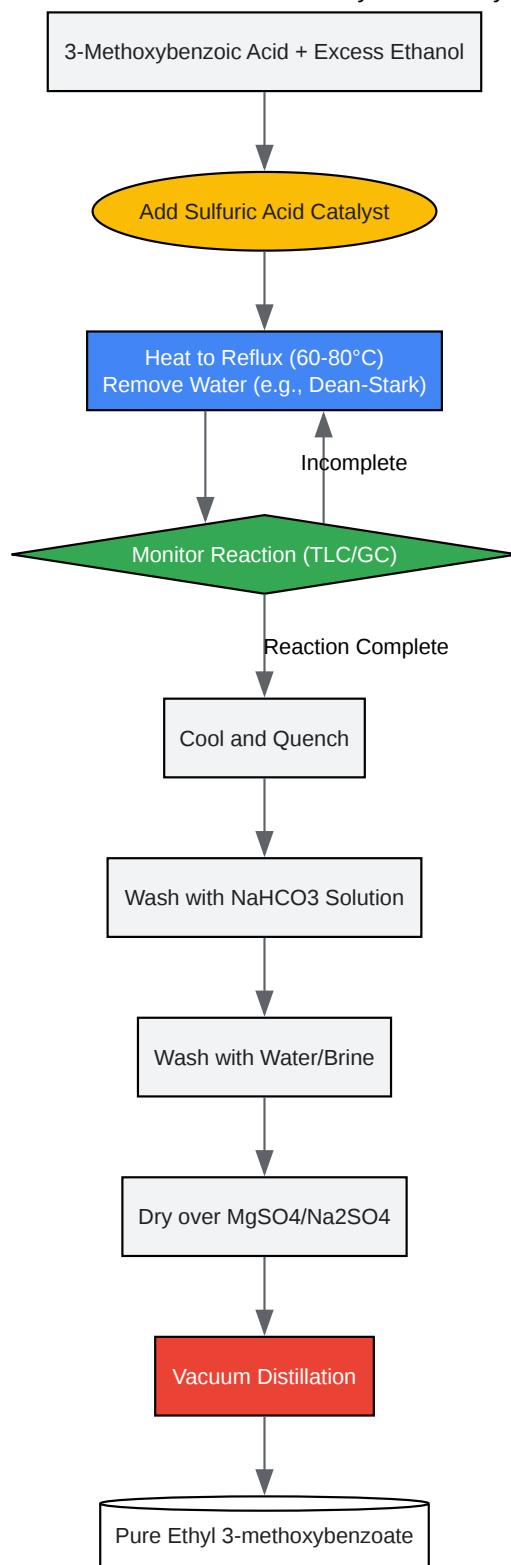 3-Methoxybenzoic Acid + Excess Ethanol
Add Sulfuric Acid Catalyst
Heat to Reflux (60-80°C)
Remove Water (e.g., Dean-Stark)
Incomplete
Monitor Reaction (TLC/GC)
Reaction Complete
Cool and Quench
Wash with NaHCO3 Solution
Wash with Water/Brine
Dry over MgSO4/Na2SO4
Vacuum Distillation
Pure Ethyl 3-methoxybenzoate